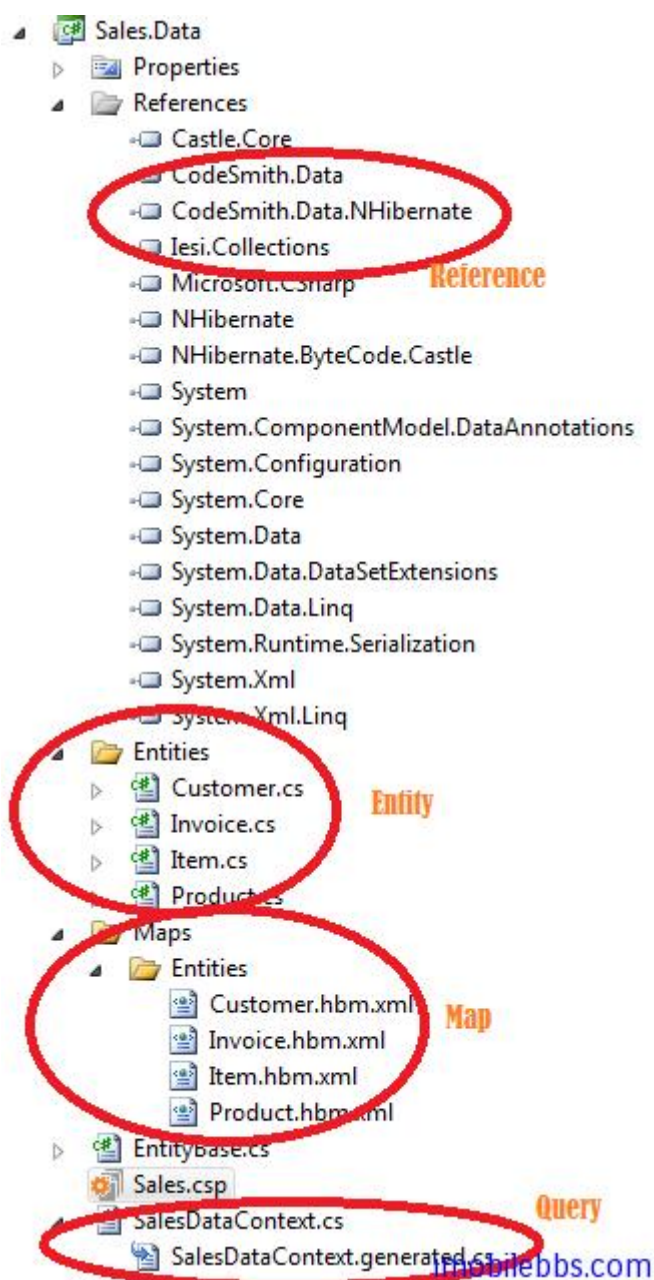 Sales.Data
Properties
References
Castle.Core
CodeSmith.Data
CodeSmith.Data.NHibernate
Iesi.Collections
Reference
Microsoft.CSharp
NHibernate
NHibernate.ByteCode.Castle
System
System.ComponentModel.DataAnnotations
System.Configuration
System.Core
System.Data
System.Data.DataSetExtensions
System.Data.Linq
System.Runtime.Serialization
System.Xml
System.Xml.Linq
Entities
Customer.cs
Entity
Invoice.cs
Item.cs
Product.cs
Maps
Entities
Customer.hbm.xml
Map
Invoice.hbm.xml
Item.hbm.xml
Product.hbm.xml
EntityBase.cs
Sales.csp
Query
SalesDataContext.cs
SalesDataContext.generated.cs
imobilebbs.com